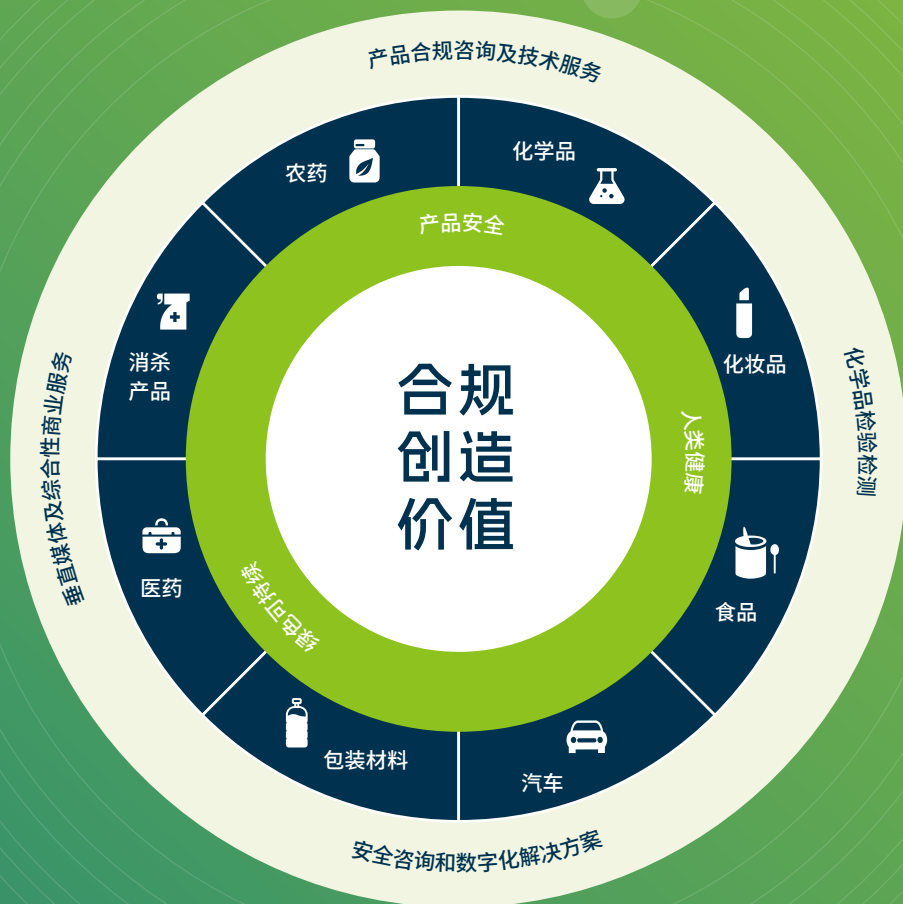 产品合规咨询及技术服务
农药
化学品
产品安全
消杀
产品
化妆品
垂直媒体及综合性商业服务
化学品检验检测
合规
创造
价值
人类健康
医药
食品
绿色可持续
包装材料
汽车
安全咨询和数字化解决方案